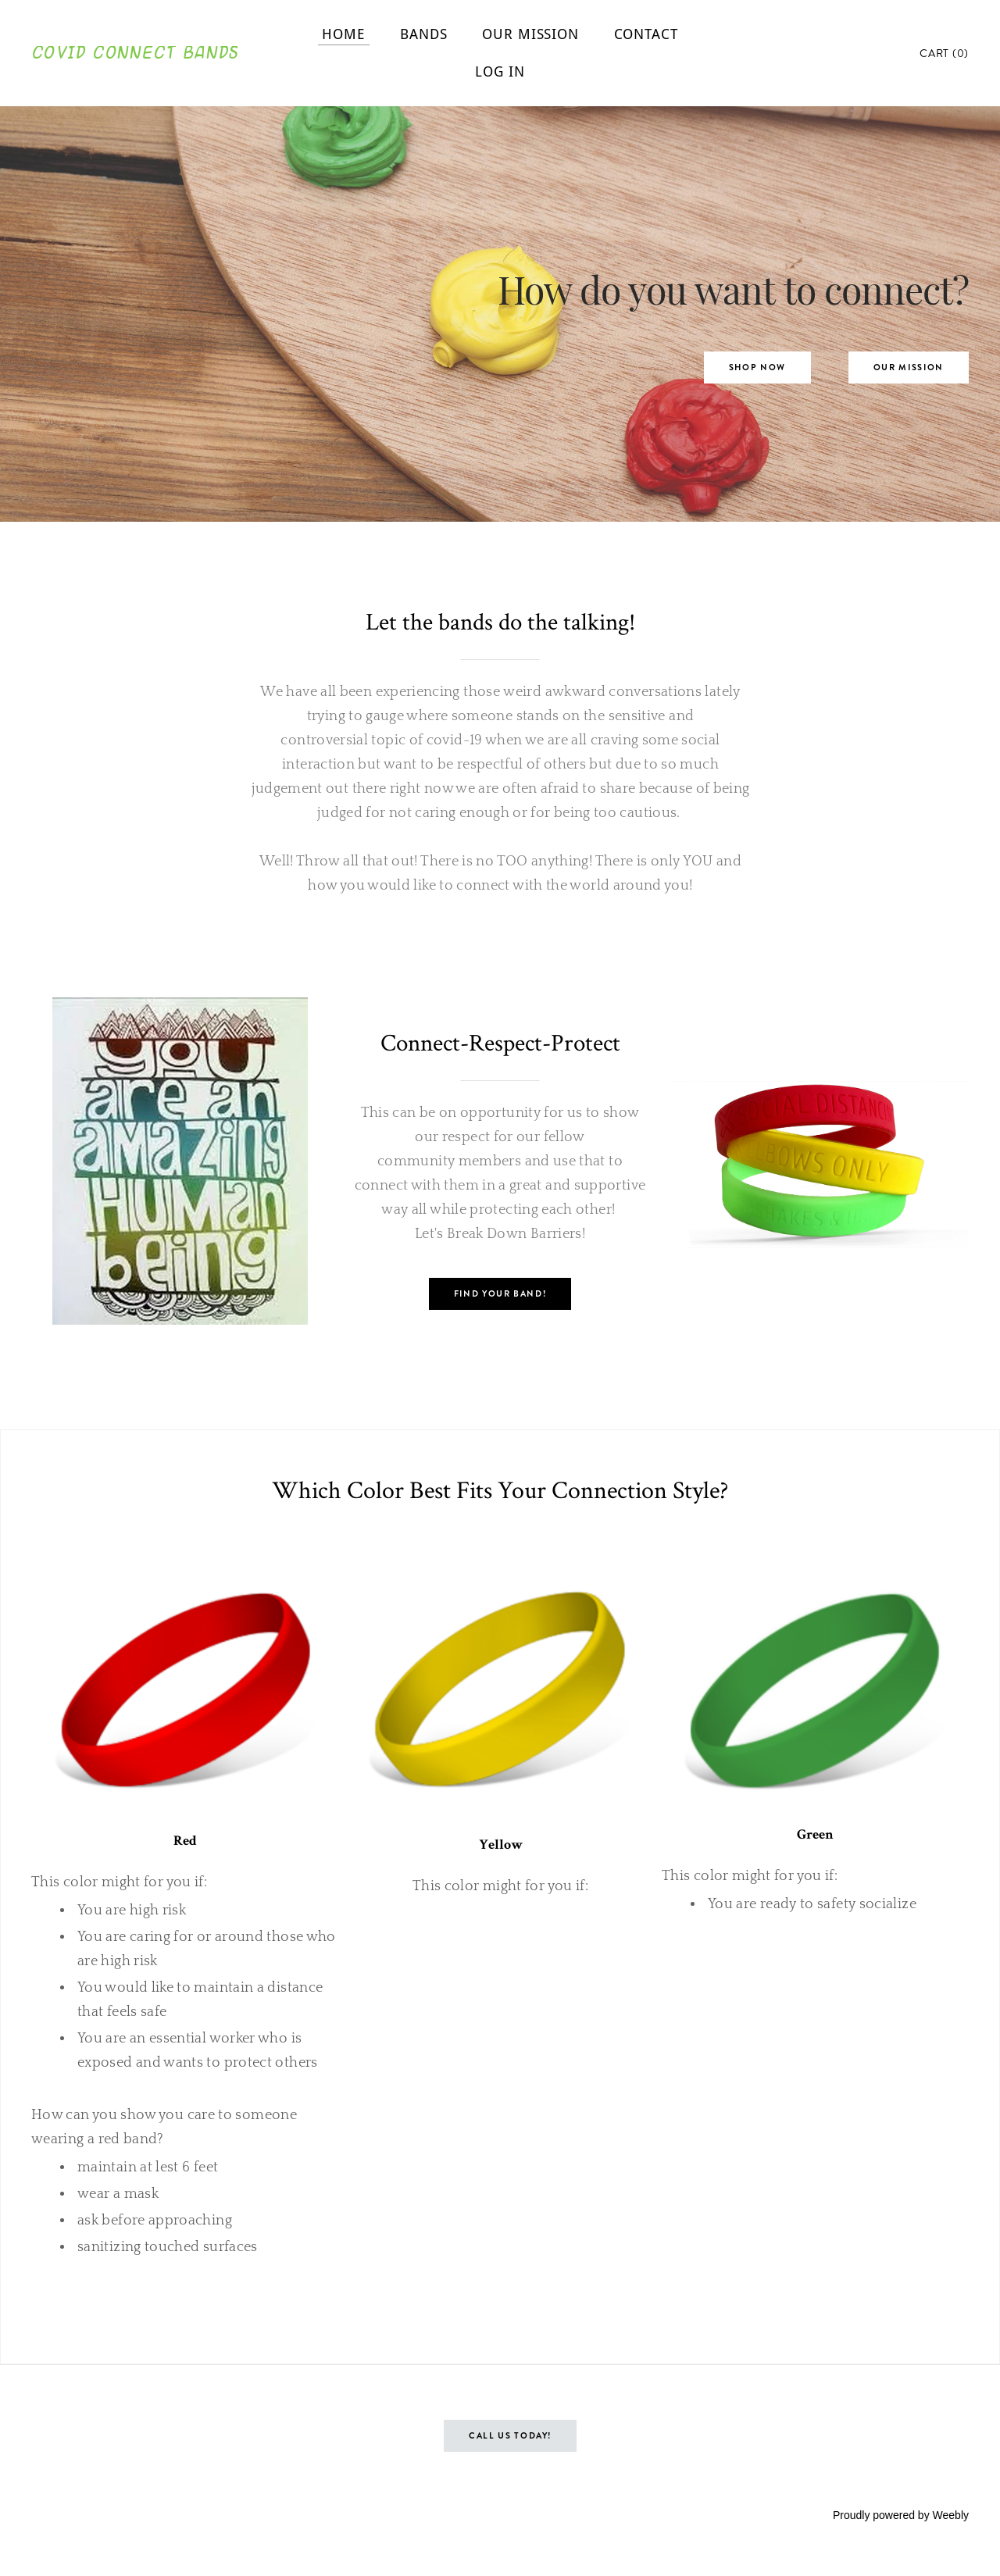 COVID CONNECT BANDS
HOME
BANDS
OUR MISSION
CONTACT
LOG IN
CART (0)
How do you want to connect?
SHOP NOW
OUR MISSION
Let the bands do the talking!
We have all been experiencing those weird awkward conversations lately
trying to gauge where someone stands on the sensitive and
controversial topic of covid-19 when we are all craving some social
interaction but want to be respectful of others but due to so much
judgement out there right now we are often afraid to share because of being
judged for not caring enough or for being too cautious.
Well! Throw all that out! There is no TOO anything! There is only YOU and
how you would like to connect with the world around you!
you
are an
amazing
human
being
Connect-Respect-Protect
This can be on opportunity for us to show
our respect for our fellow
community members and use that to
connect with them in a great and supportive
way all while protecting each other!
Let's Break Down Barriers!
FIND YOUR BAND!
ONLY
Which Color Best Fits Your Connection Style?
Red
This color might for you if:
• You are high risk
• You are caring for or around those who
are high risk
• You would like to maintain a distance
that feels safe
• You are an essential worker who is
exposed and wants to protect others
How can you show you care to someone
wearing a red band?
• maintain at lest 6 feet
• wear a mask
• ask before approaching
• sanitizing touched surfaces
Yellow
This color might for you if:
Green
This color might for you if:
• You are ready to safety socialize
CALL US TODAY!
Proudly powered by Weebly